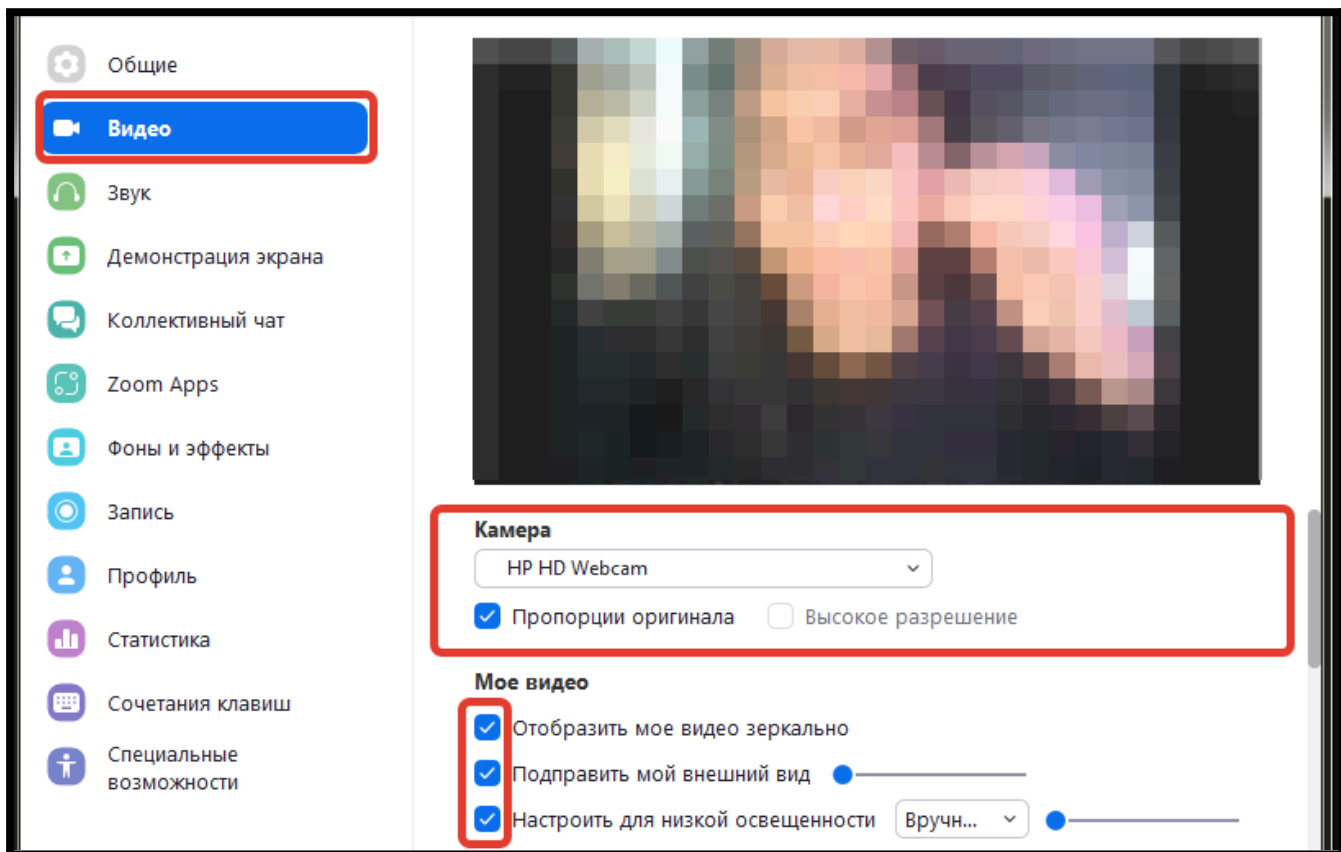 Общие
Видео
Звук
Демонстрация экрана
Коллективный чат
Zoom Apps
Фоны и эффекты
Запись
Профиль
Статистика
Сочетания клавиш
Специальные
возможности
Камера
HP HD Webcam
Пропорции оригинала Высокое разрешение
Мое видео
Отобразить мое видео зеркально
Подправить мой внешний вид
Настроить для низкой освещенности Вручн...